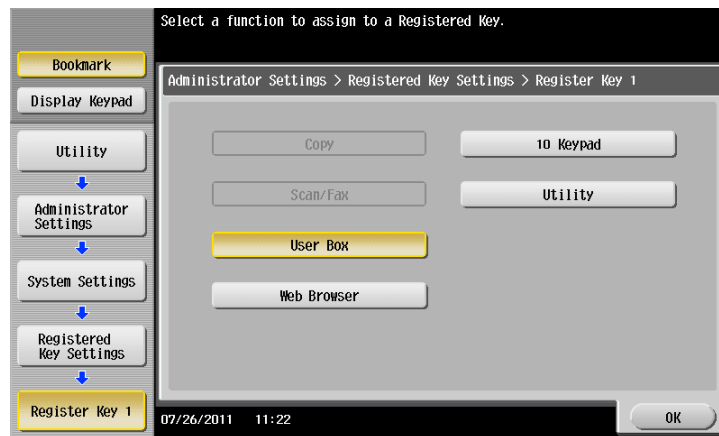 Select a function to assign to a Registered Key.
Bookmark
Display Keypad
Utility
Administrator
Settings
System Settings
Registered
Key Settings
Register Key 1
Administrator Settings > Registered Key Settings > Register Key 1
Copy
10 Keypad
Scan/Fax
Utility
User Box
Web Browser
07/26/2011 11:22
OK